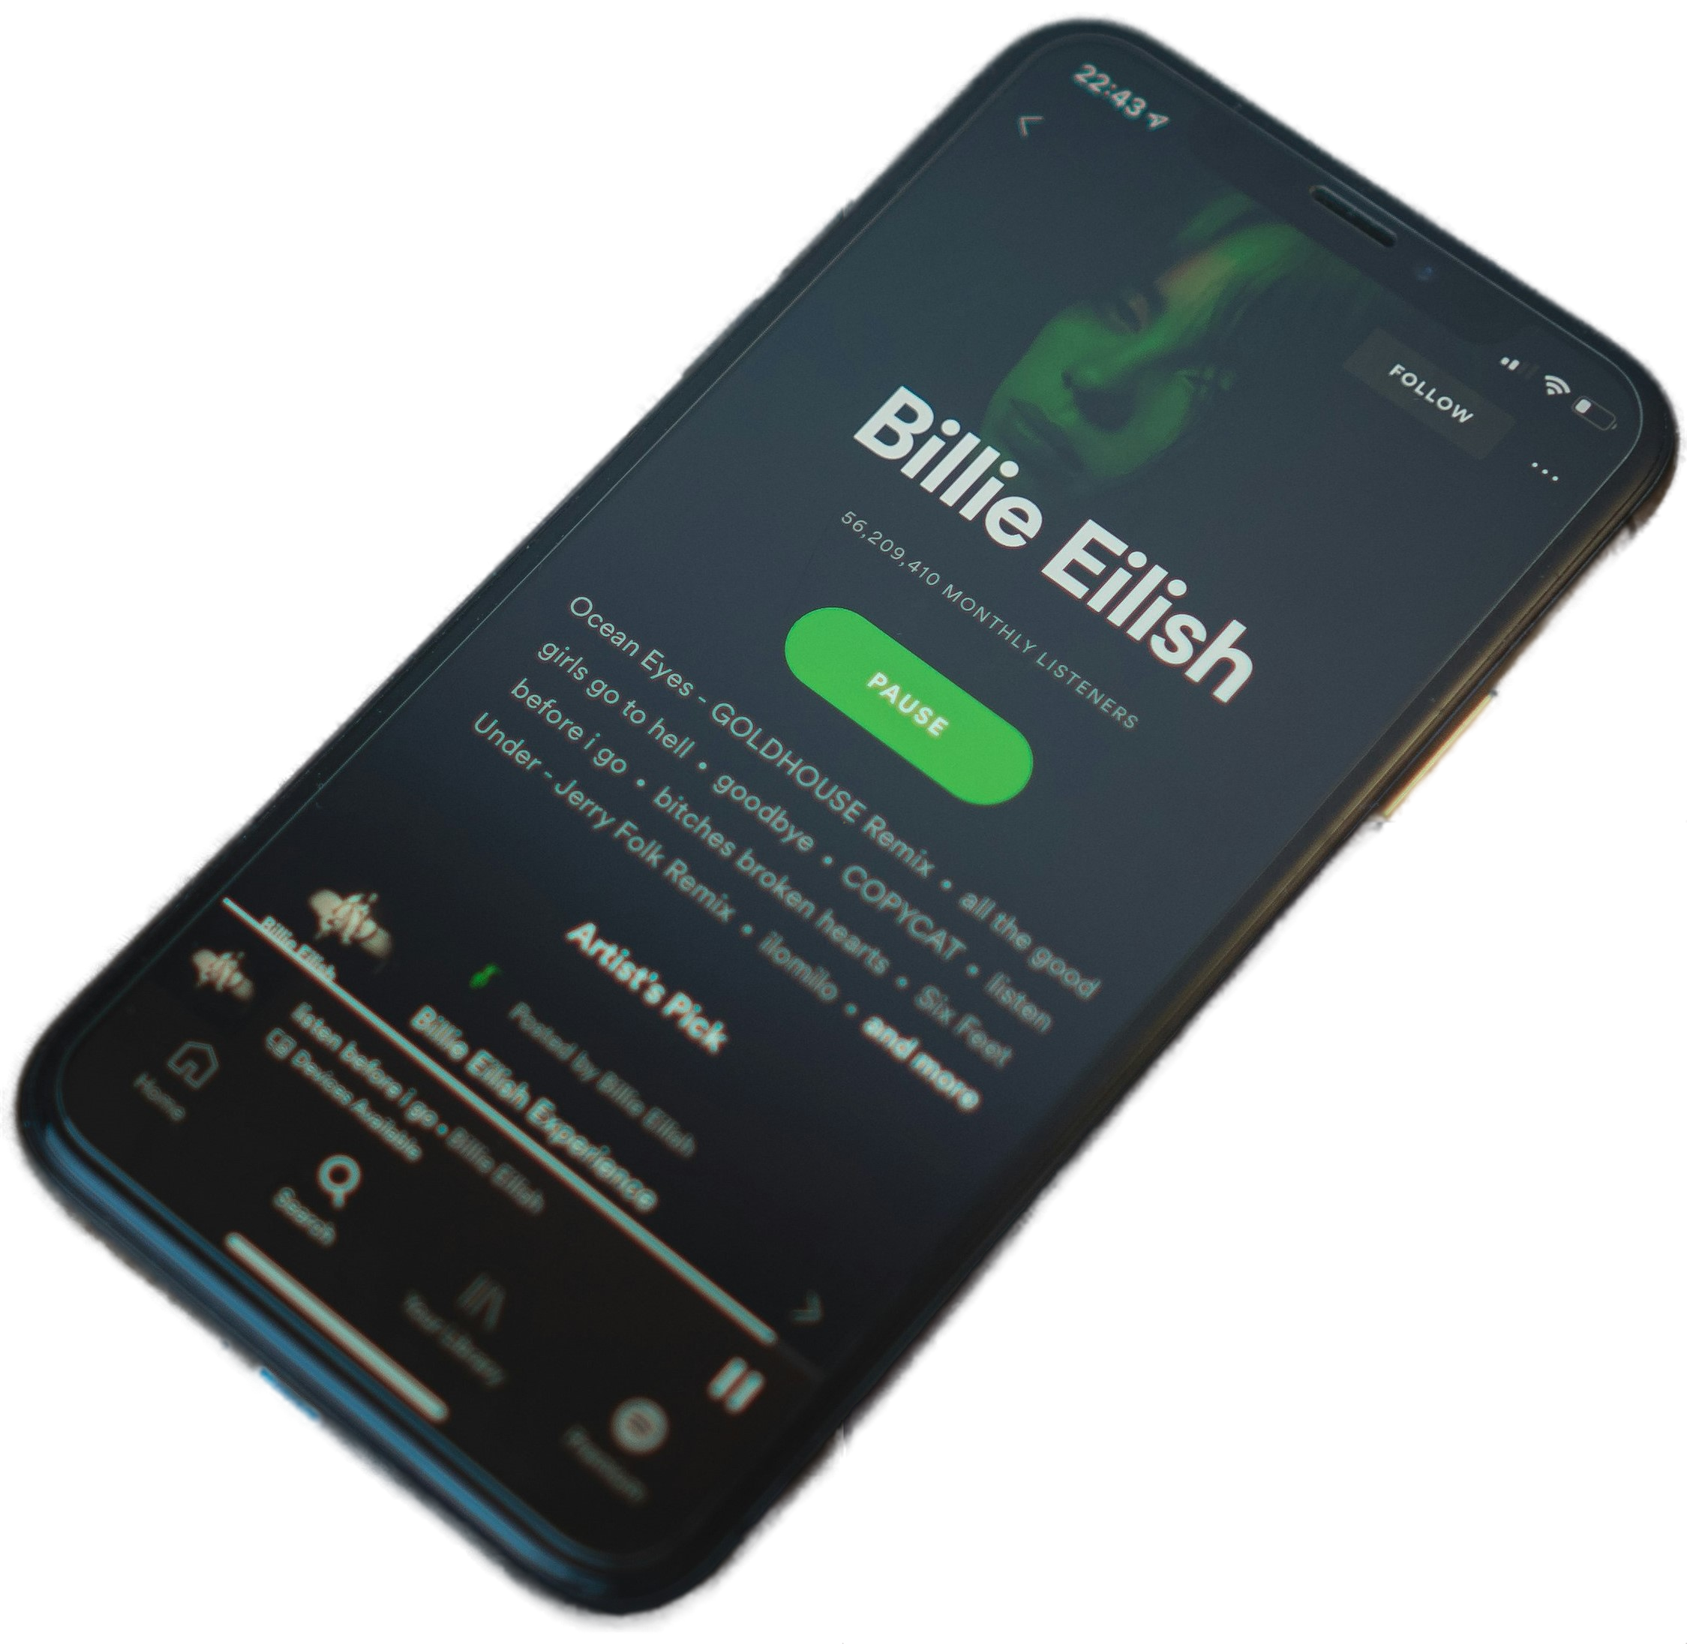 22:43
FOLLOW
Billie Eilish
56,209,410 MONTHLY LISTENERS
PAUSE
Ocean Eyes - GOLDHOUSE Remix • all the good
girls go to hell • goodbye • COPYCAT • listen
before i go • bitches broken hearts • Six Feet
Under - Jerry Folk Remix • ilomilo • and more
Artist's Pick
Posted by Billie Eilish
Billie Eilish Experience
Billie Eilish
listen before i go • Billie Eilish
Devices Available
Home
Search
Your Library
Premium